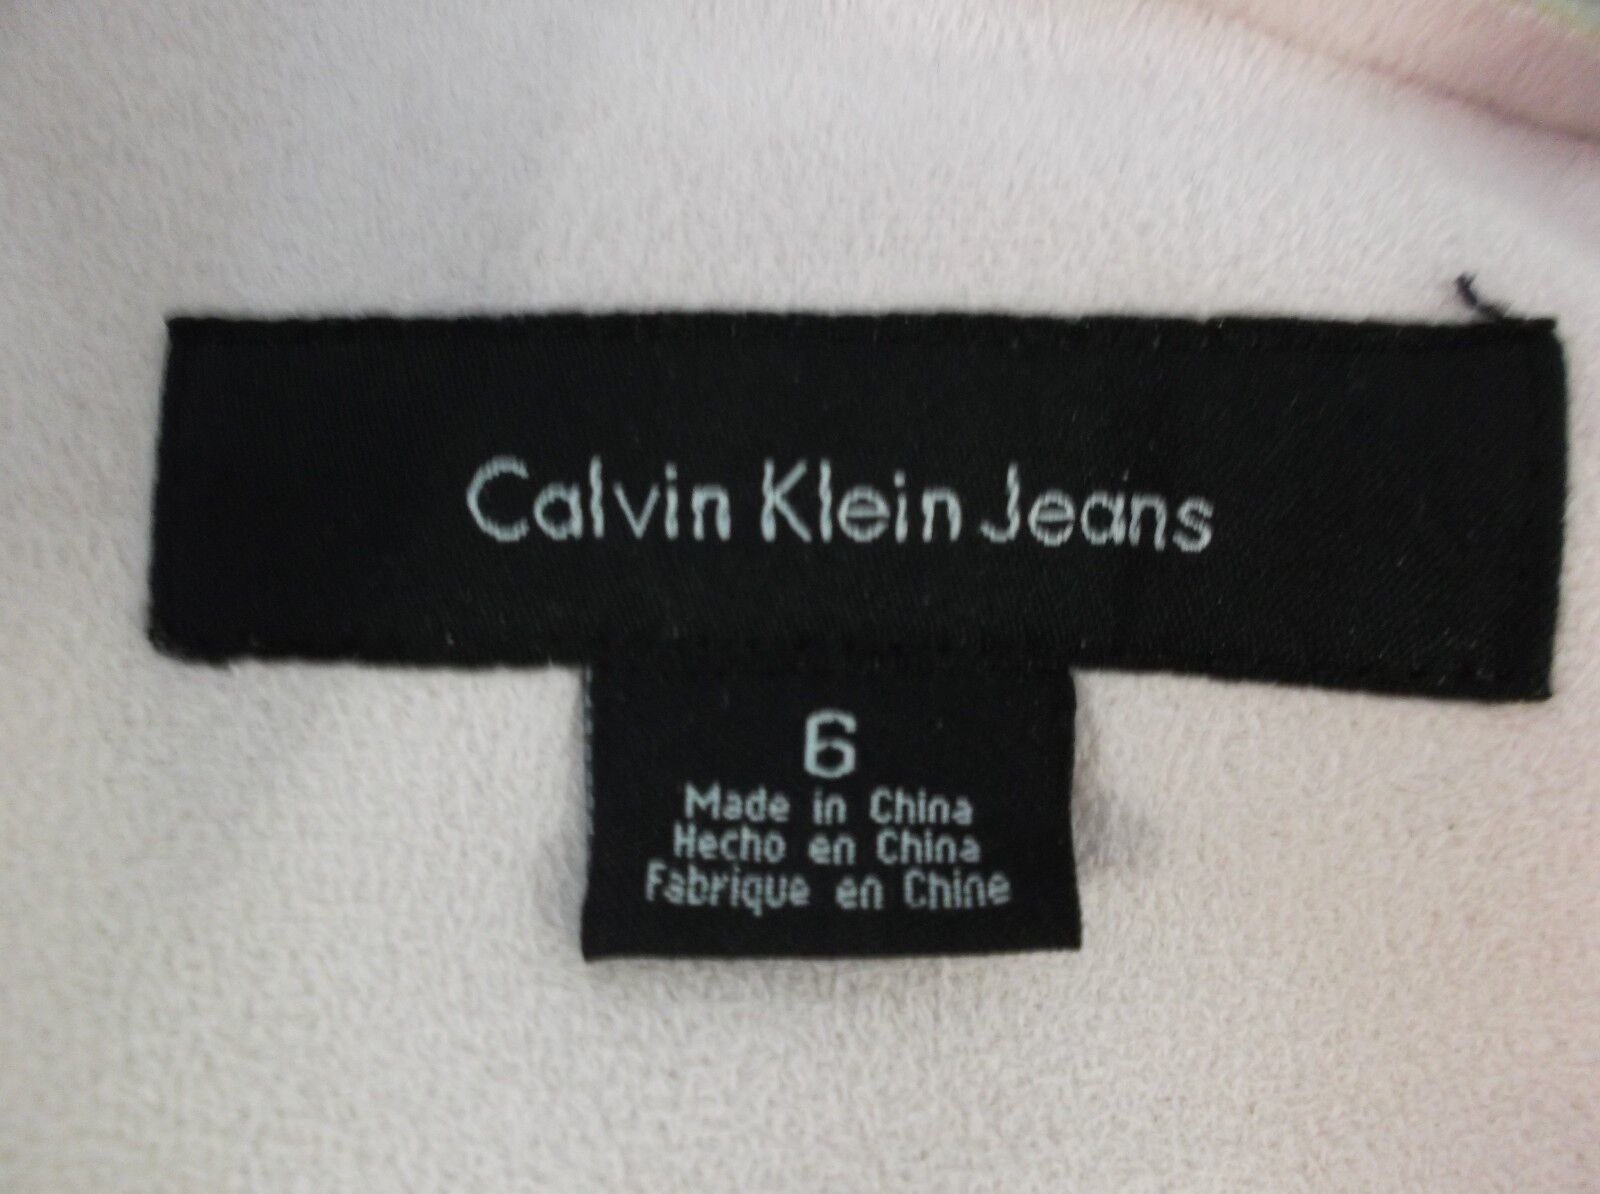 Calvin Klein Jeans
6
Made in China
Hecho en China
Fabrique en Chine